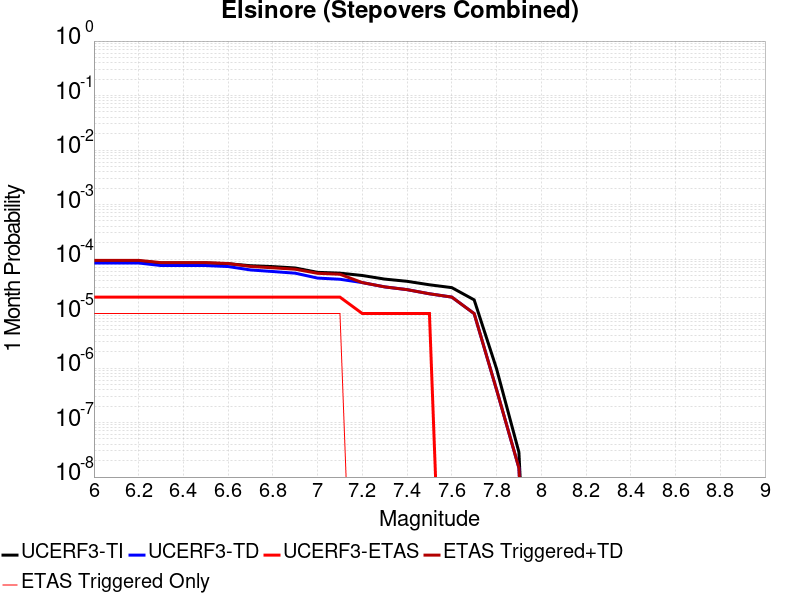 Elsinore (Stepovers Combined)
10^0
10^-1
10^-2
10^-3
10^-4
10^-5
10^-6
10^-7
10^-8
1 Month Probability
6 6.2 6.4 6.6 6.8 7 7.2 7.4 7.6 7.8 8 8.2 8.4 8.6 8.8 9
Magnitude
UCERF3-TI UCERF3-TD UCERF3-ETAS ETAS Triggered+TD
ETAS Triggered Only